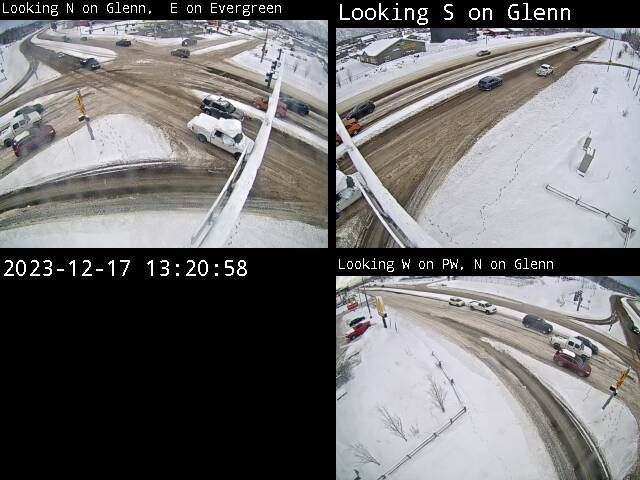 Looking N on Glenn, E on Evergreen
Looking S on Glenn
2023-12-17 13:20:58
Looking W on PW, N on Glenn